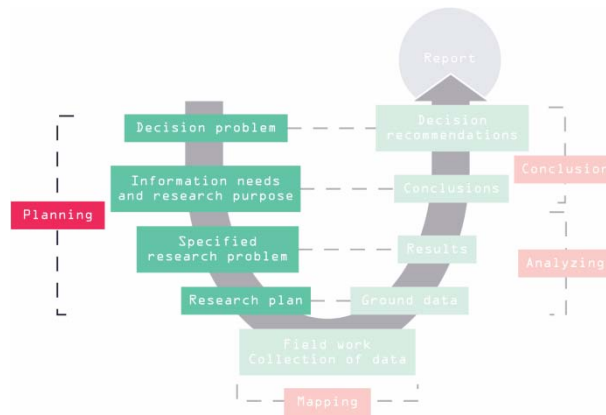 Report
Decision problem
Decision
recommendations
Information needs
and research purpose
Conclusions
Conclusion
Planning
Specified
research problem
Results
Analyzing
Research plan
Ground data
Field work
Collection of data
Mapping